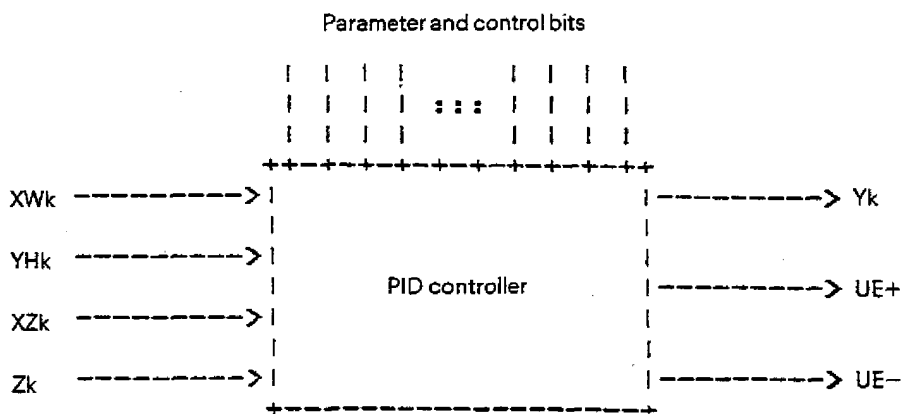 Parameter and control bits
XWk
Yk
YHk
PID controller
UE+
XZk
Zk
UE−